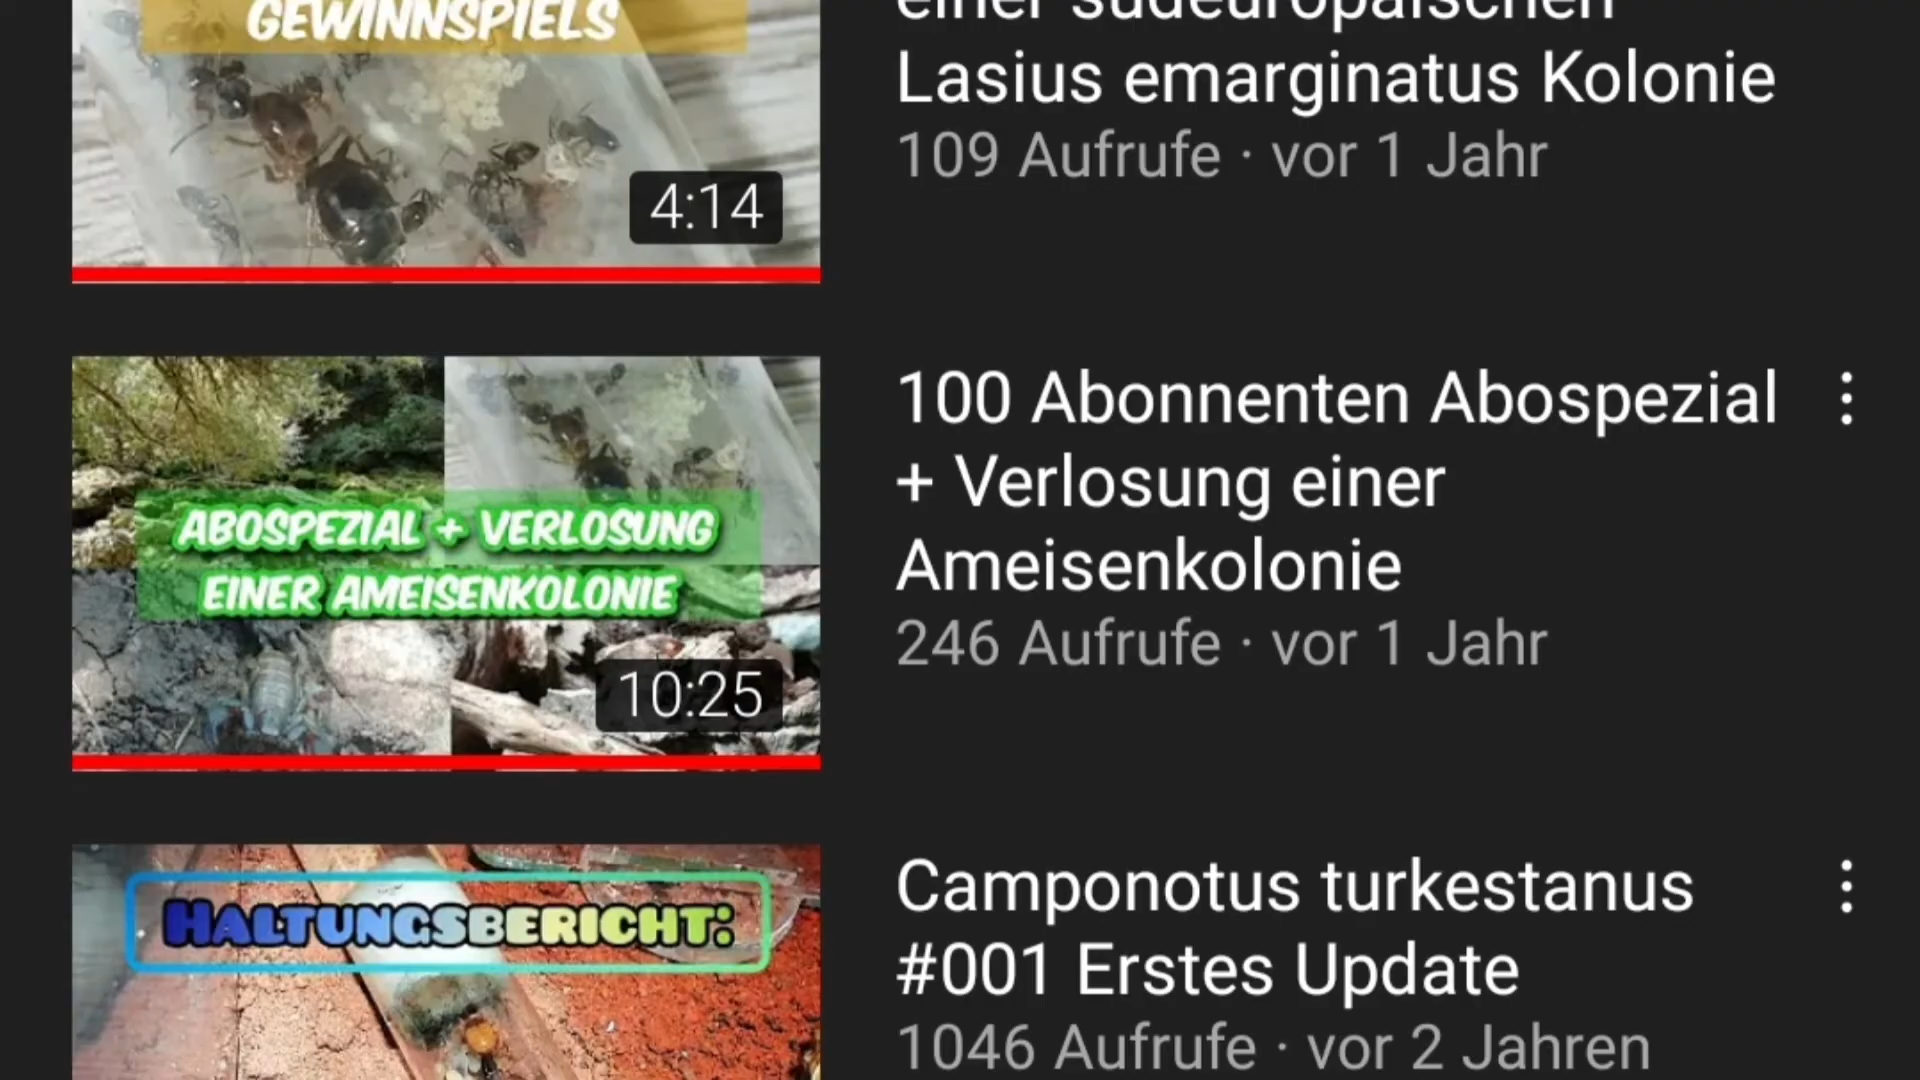 GEWINNSPIELS
einer südeuropäischen
Lasius emarginatus Kolonie
109 Aufrufe · vor 1 Jahr
4:14
100 Abonnenten Abospezial
+ Verlosung einer
Ameisenkolonie
246 Aufrufe · vor 1 Jahr
ABOSPEZIAL + VERLOSUNG
EINER AMEISENKOLONIE
10:25
Camponotus turkestanus
#001 Erstes Update
1046 Aufrufe · vor 2 Jahren
HALTUNGSBERICHT: